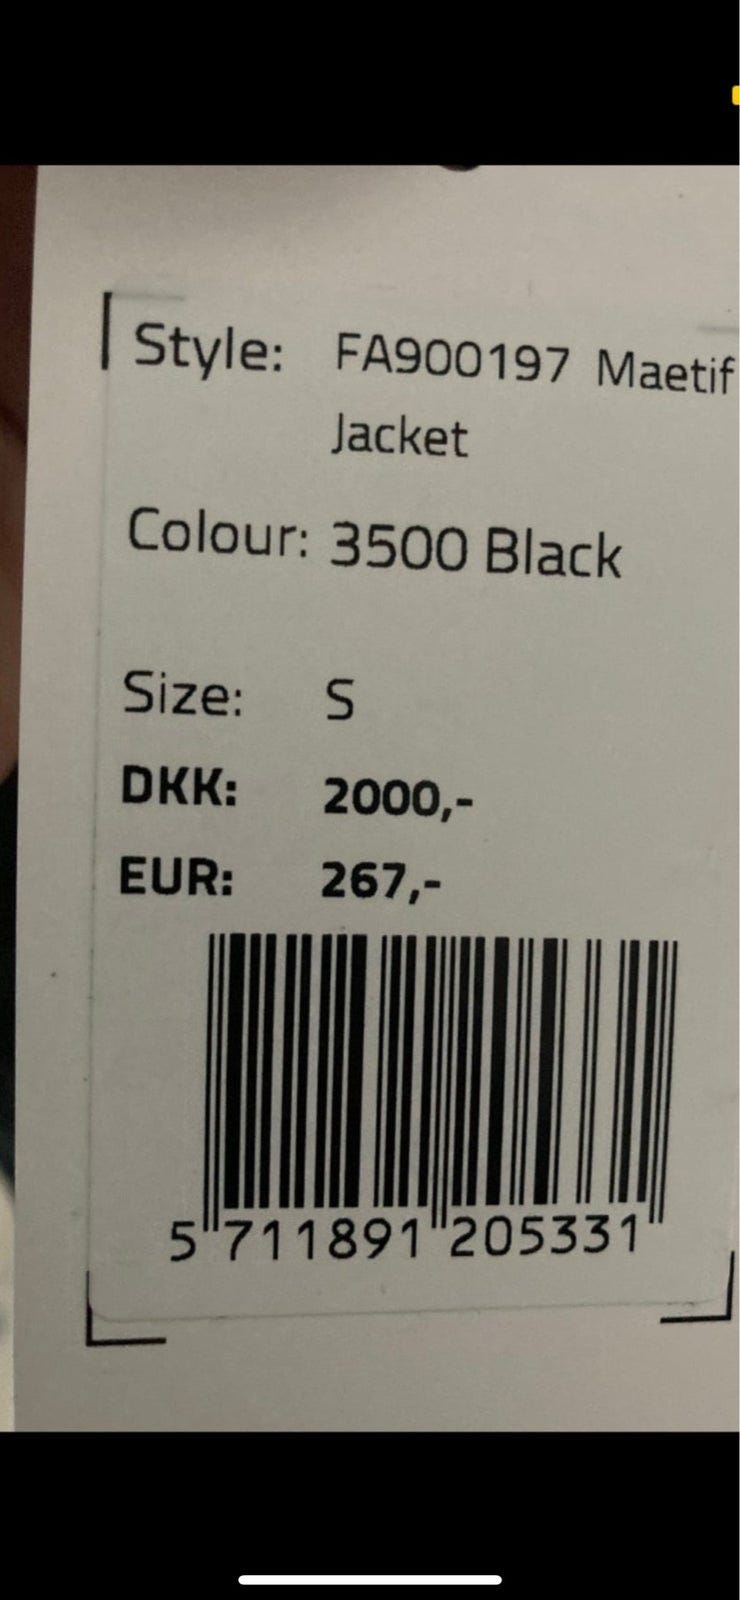 Style: FA900197 Maetif
Jacket
Colour: 3500 Black
Size: S
DKK: 2000,-
EUR: 267,-
5 711891 205331